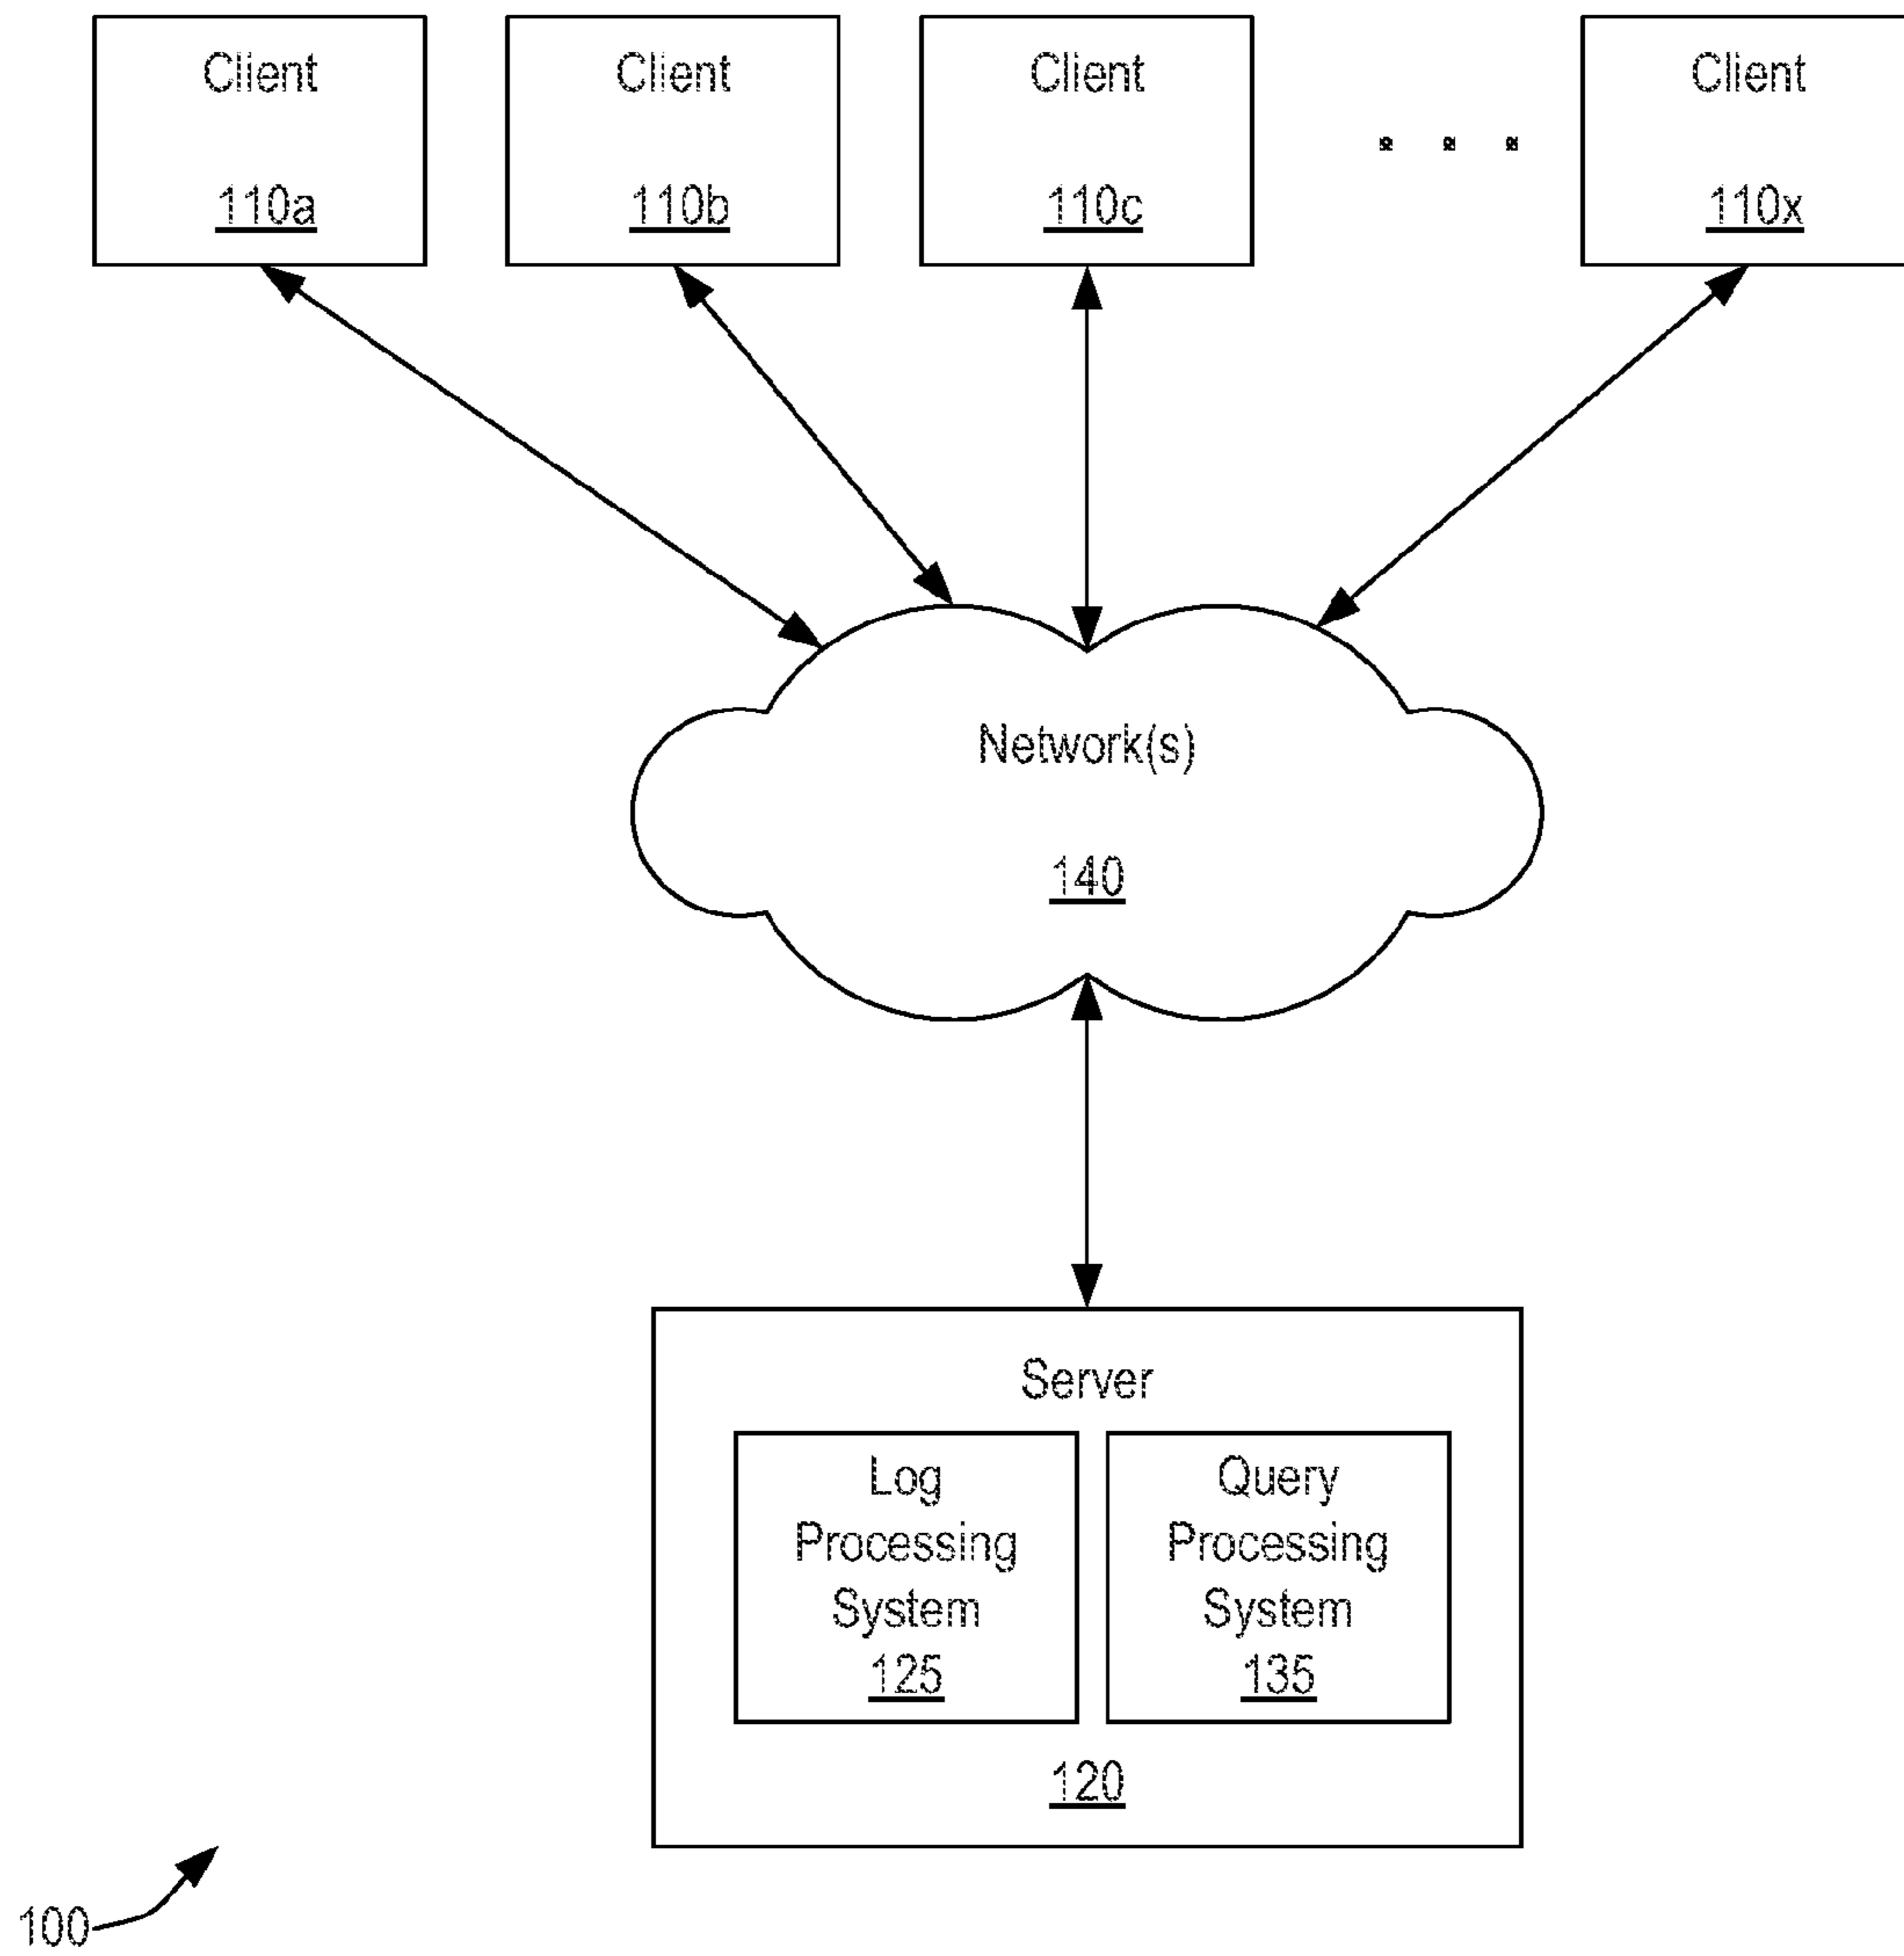 Client
110a
Client
110b
Client
110c
. . .
Client
110x
Network(s)
140
Server
Log
Processing
System
125
Query
Processing
System
135
120
100